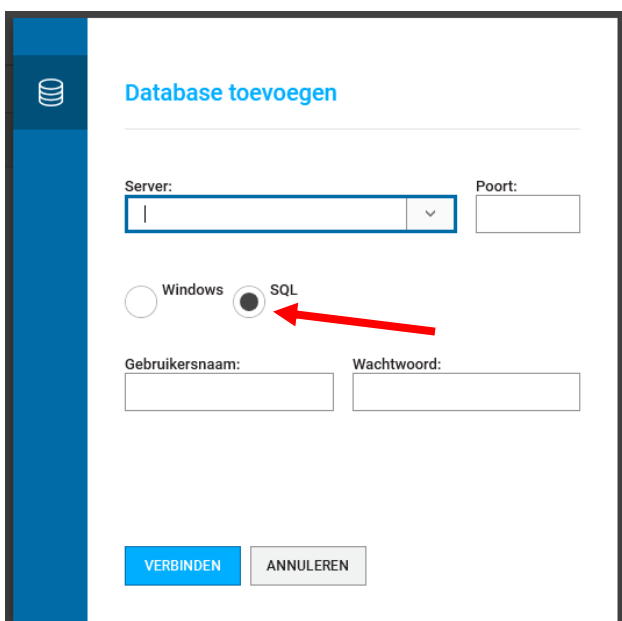 Database toevoegen
Server: Poort:
Windows SQL
Gebruikersnaam: Wachtwoord:
VERBINDEN ANNULEREN